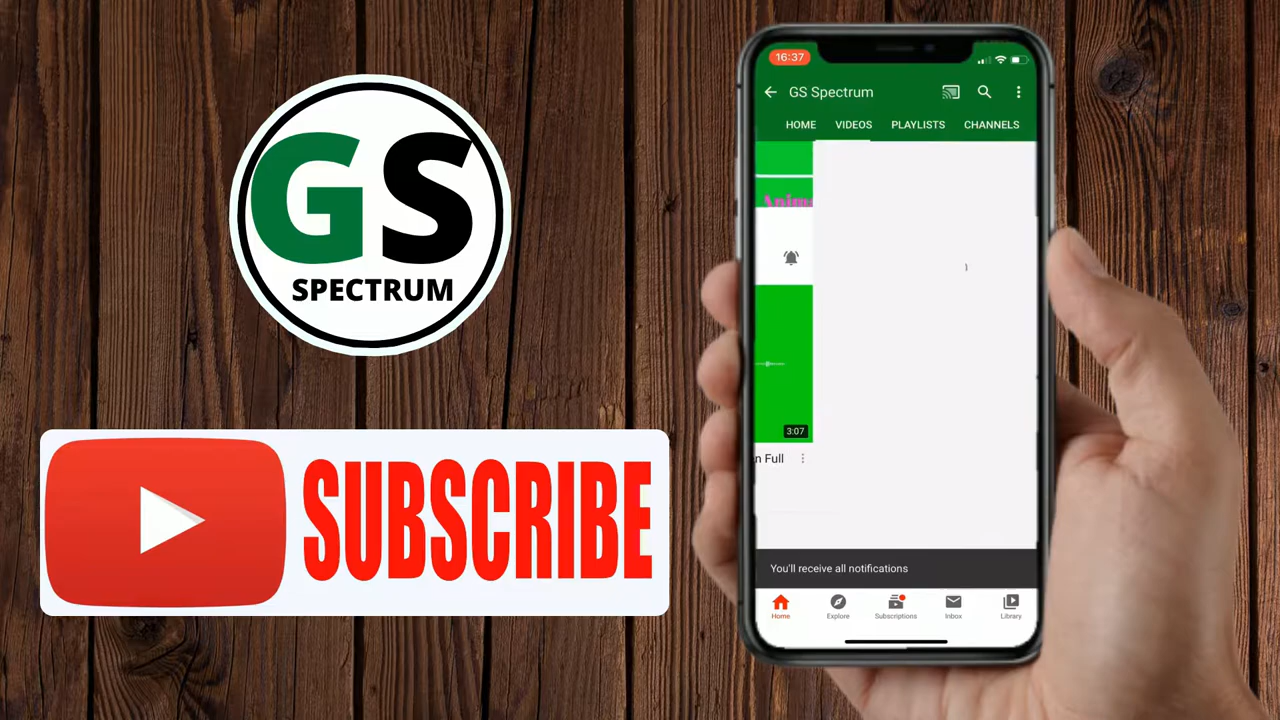 GS
SPECTRUM
SUBSCRIBE
16:37
GS Spectrum
HOME VIDEOS PLAYLISTS CHANNELS
3:07
n Full
You'll receive all notifications
Home Explore Subscriptions Inbox Library